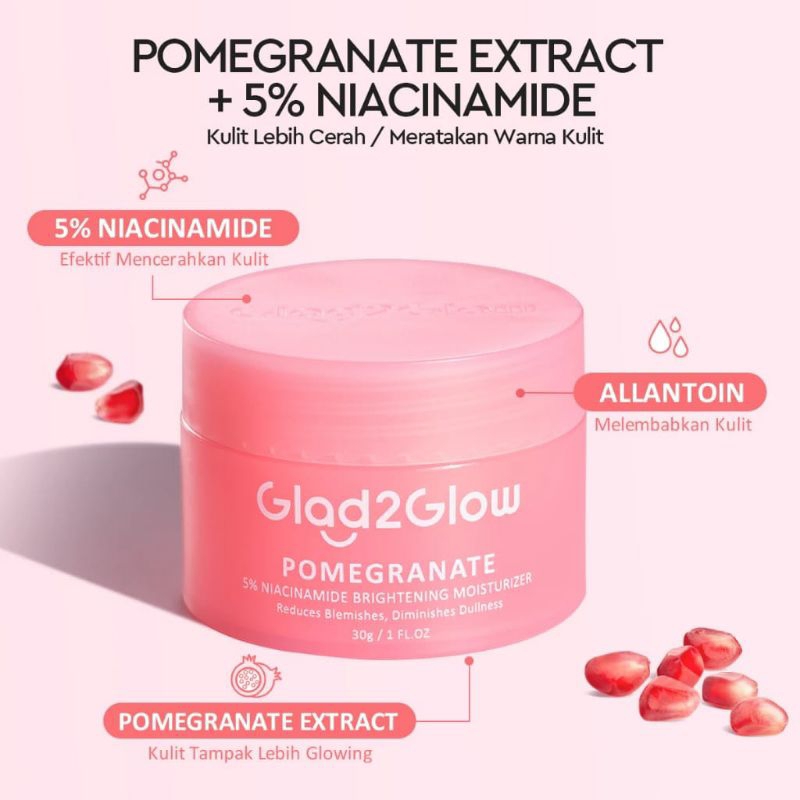 POMEGRANATE EXTRACT
+ 5% NIACINAMIDE
Kulit Lebih Cerah / Meratakan Warna Kulit
5% NIACINAMIDE
Efektif Mencerahkan Kulit
ALLANTOIN
Melembabkan Kulit
Glad2Glow
POMEGRANATE
5% NIACINAMIDE BRIGHTENING MOISTURIZER
Reduces Blemishes, Diminishes Dullness
30g / 1 FL.OZ
POMEGRANATE EXTRACT
Kulit Tampak Lebih Glowing